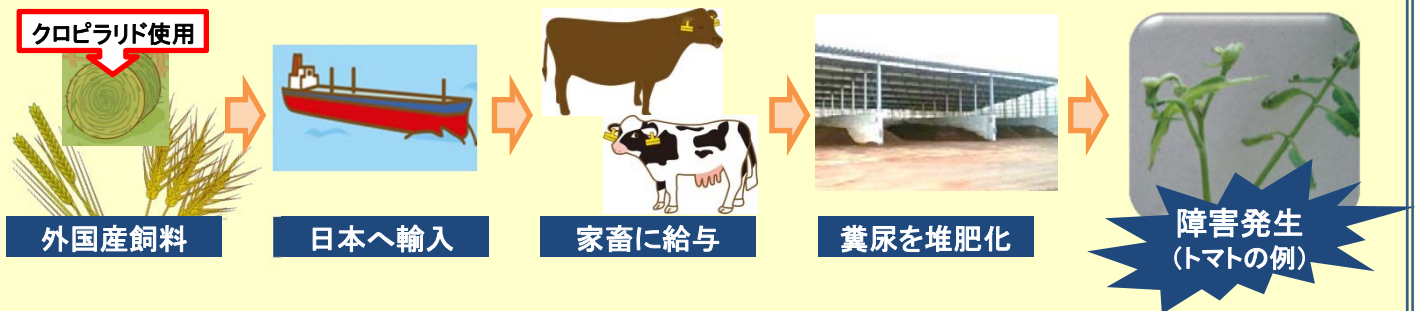 クロピラリド使用
外国産飼料
日本へ輸入
家畜に給与
糞尿を堆肥化
障害発生
（トマトの例）